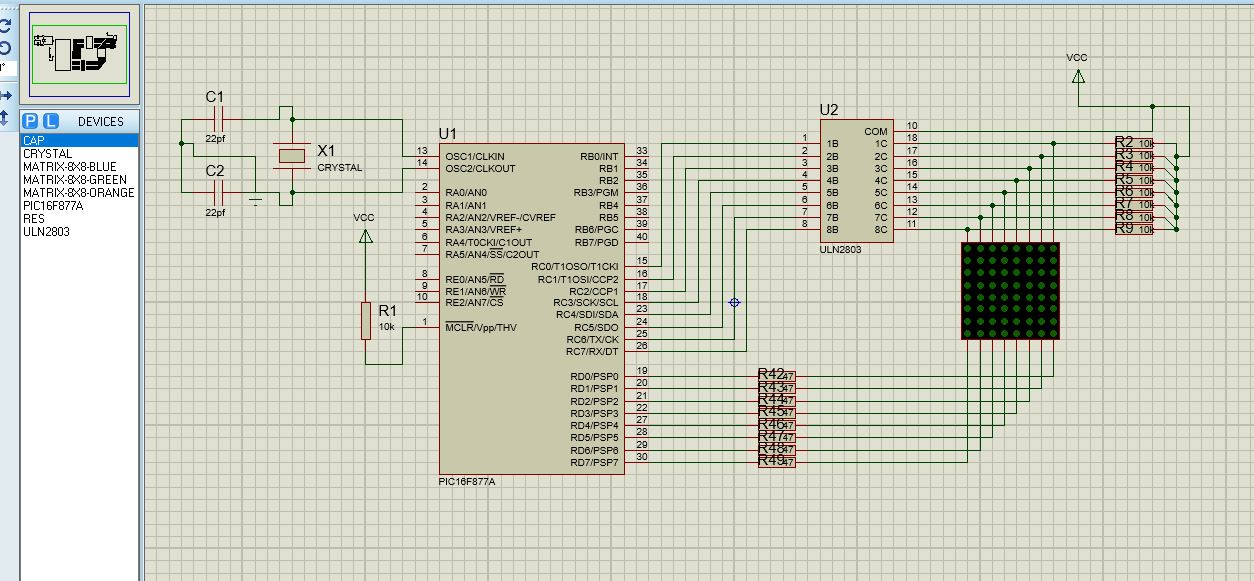 P L DEVICES
CAP
CRYSTAL
MATRIX-8X8-BLUE
MATRIX-8X8-GREEN
MATRIX-8X8-ORANGE
PIC16F877A
RES
ULN2803
C1
22pf
C2
22pf
X1
CRYSTAL
VCC
R1
10k
U1
13 OSC1/CLKIN
14 OSC2/CLKOUT
2 RA0/AN0
3 RA1/AN1
4 RA2/AN2/VREF-/CVREF
5 RA3/AN3/VREF+
6 RA4/T0CKI/C1OUT
7 RA5/AN4/SS/C2OUT
8 RE0/AN5/RD
9 RE1/AN6/WR
10 RE2/AN7/CS
1 MCLR/Vpp/THV
RB0/INT 33
RB1 34
RB2 35
RB3/PGM 36
RB4 37
RB5 38
RB6/PGC 39
RB7/PGD 40
RC0/T1OSO/T1CKI 15
RC1/T1OSI/CCP2 16
RC2/CCP1 17
RC3/SCK/SCL 18
RC4/SDI/SDA 23
RC5/SDO 24
RC6/TX/CK 25
RC7/RX/DT 26
RD0/PSP0 19
RD1/PSP1 20
RD2/PSP2 21
RD3/PSP3 22
RD4/PSP4 27
RD5/PSP5 28
RD6/PSP6 29
RD7/PSP7 30
PIC16F877A
R42 47
R43 47
R44 47
R45 47
R46 47
R47 47
R48 47
R49 47
U2
COM 10
1 1B 1C 18
2 2B 2C 17
3 3B 3C 16
4 4B 4C 15
5 5B 5C 14
6 6B 6C 13
7 7B 7C 12
8 8B 8C 11
ULN2803
VCC
R2 10k
R3 10k
R4 10k
R5 10k
R6 10k
R7 10k
R8 10k
R9 10k